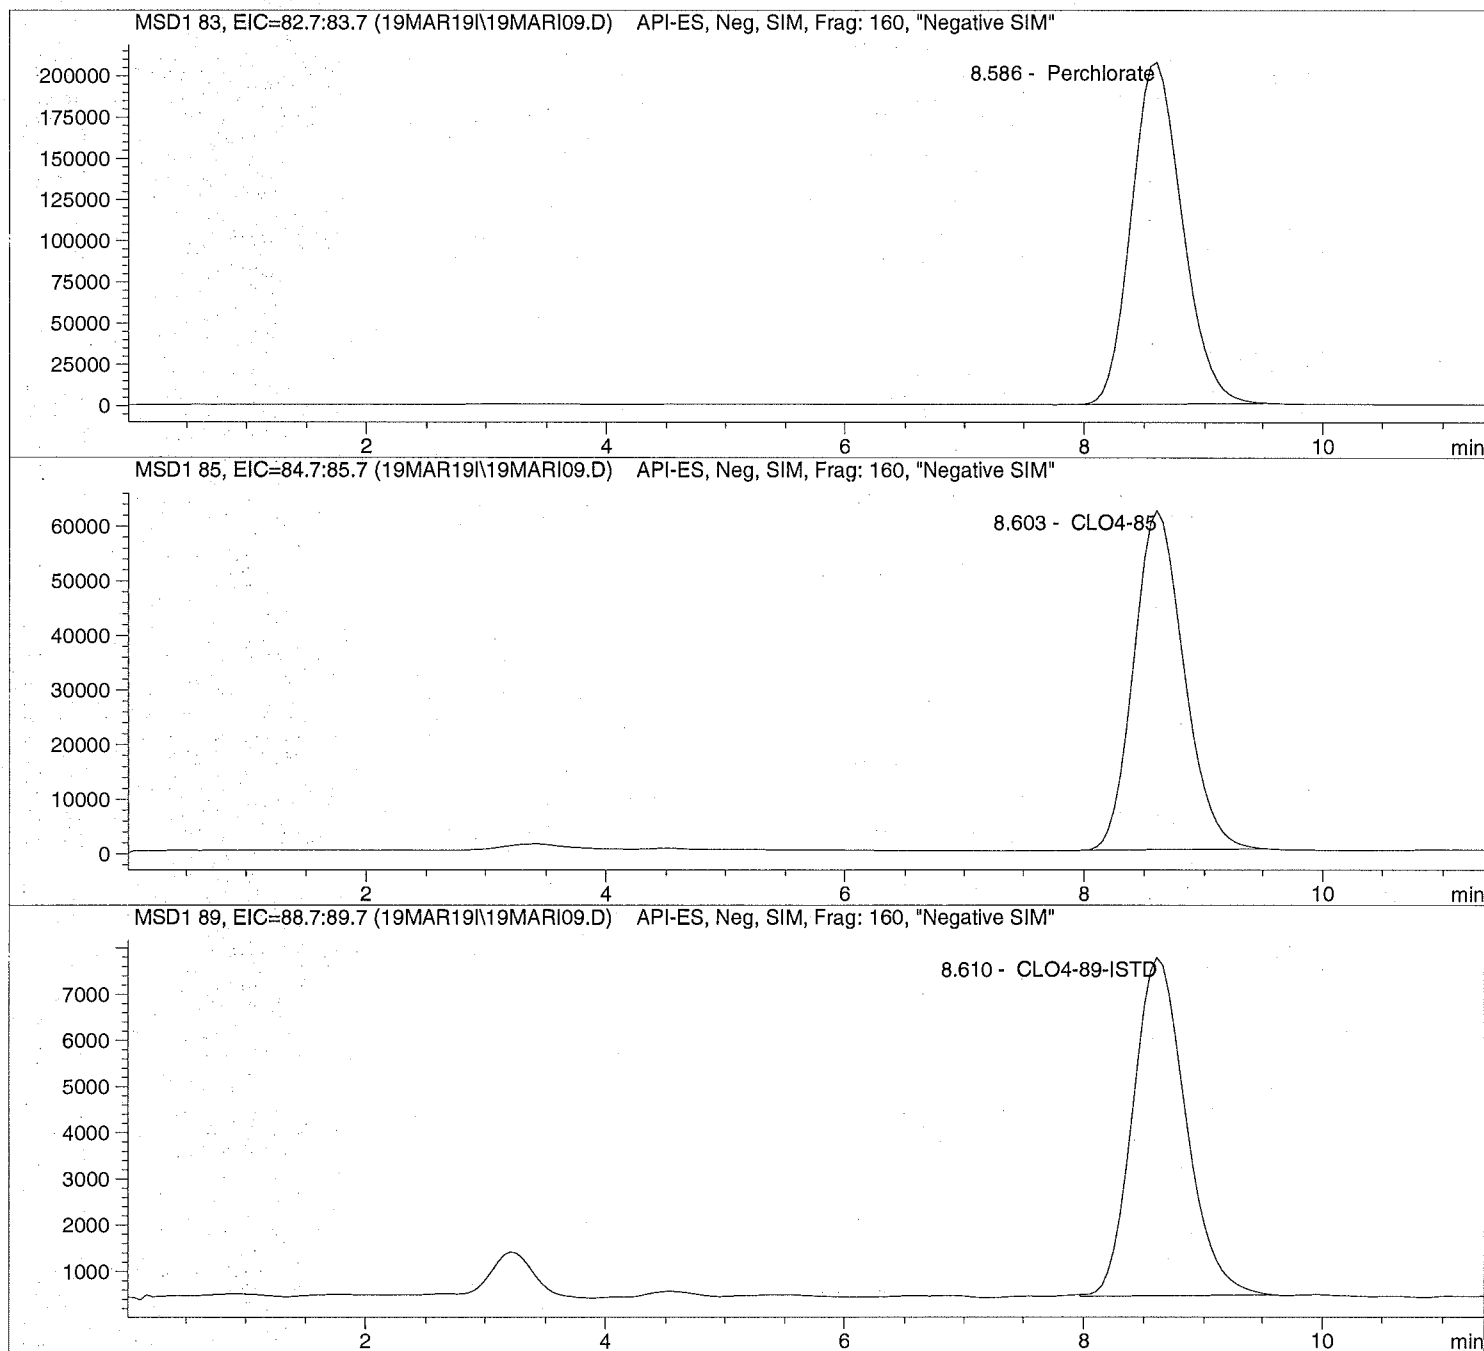 MSD1 83, EIC=82.7:83.7 (19MAR19I\19MARI09.D) API-ES, Neg, SIM, Frag: 160, "Negative SIM"
8.586 - Perchlorate
200000
175000
150000
125000
100000
75000
50000
25000
0
2 4 6 8 10 min
MSD1 85, EIC=84.7:85.7 (19MAR19I\19MARI09.D) API-ES, Neg, SIM, Frag: 160, "Negative SIM"
8.603 - CLO4-85
60000
50000
40000
30000
20000
10000
0
2 4 6 8 10 min
MSD1 89, EIC=88.7:89.7 (19MAR19I\19MARI09.D) API-ES, Neg, SIM, Frag: 160, "Negative SIM"
8.610 - CLO4-89-ISTD
7000
6000
5000
4000
3000
2000
1000
2 4 6 8 10 min